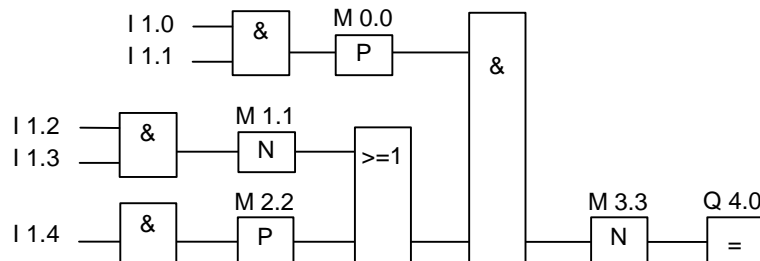 I 1.0
I 1.1
&
M 0.0
P
&
I 1.2
I 1.3
&
M 1.1
N
>=1
I 1.4
&
M 2.2
P
M 3.3
N
Q 4.0
=